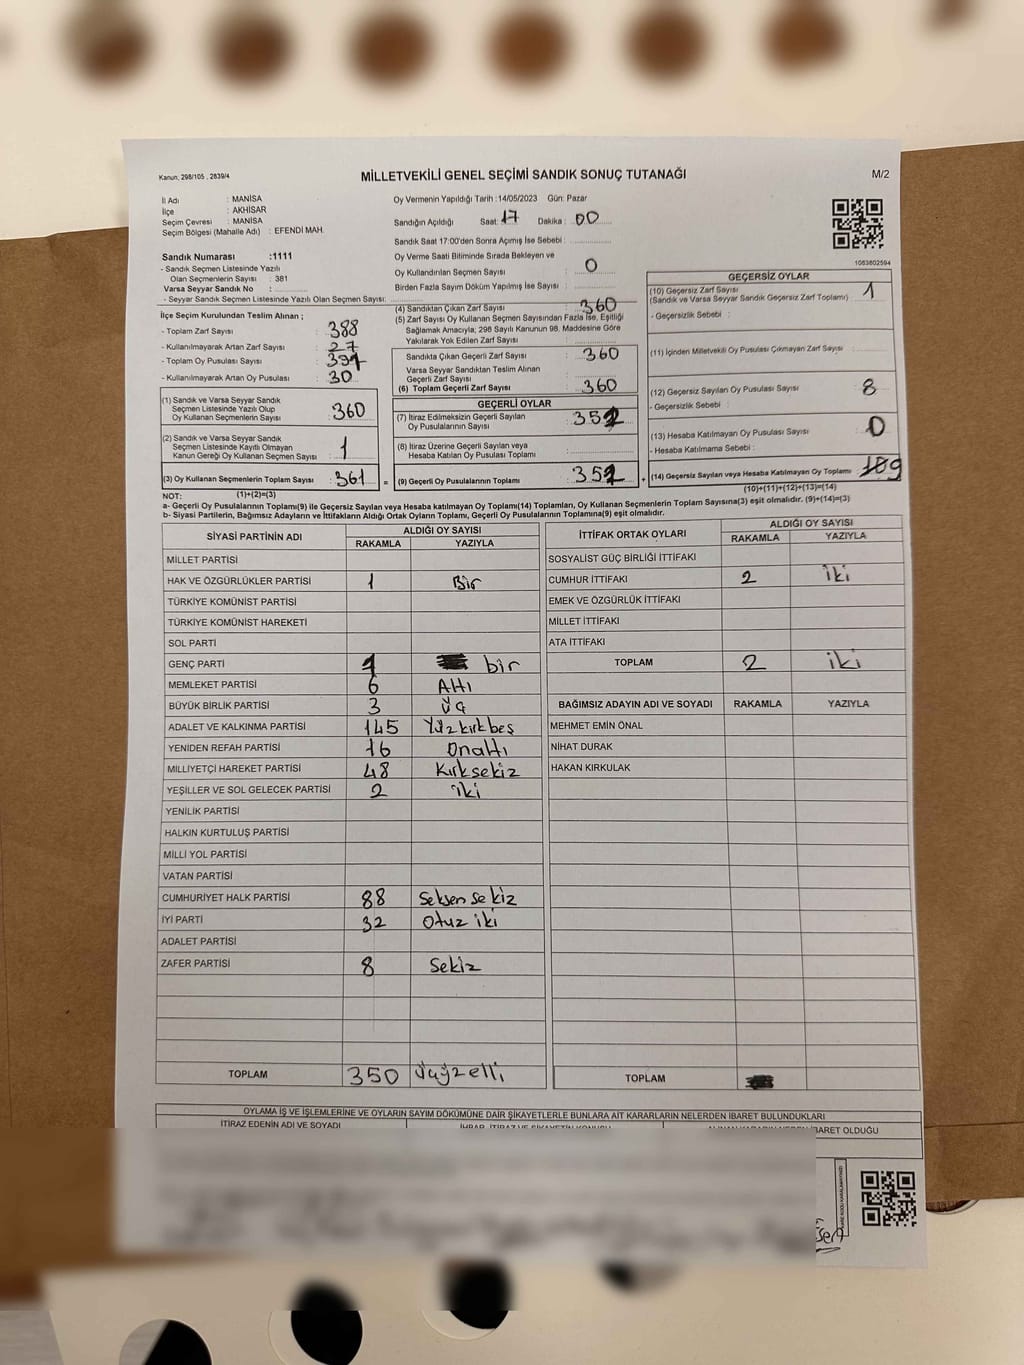 Kanun; 298/105 , 2839/4
MİLLETVEKİLİ GENEL SEÇİMİ SANDIK SONUÇ TUTANAĞI
M/2
İl Adı : MANİSA
İlçe : AKHİSAR
Seçim Çevresi : MANİSA
Seçim Bölgesi (Mahalle Adı) : EFENDİ MAH.
Sandık Numarası :1111
- Sandık Seçmen Listesinde Yazılı
Olan Seçmenlerin Sayısı : 381
Varsa Seyyar Sandık No :
- Seyyar Sandık Seçmen Listesinde Yazılı Olan Seçmen Sayısı:
Oy Vermenin Yapıldığı Tarih :14/05/2023 Gün: Pazar
Sandığın Açıldığı Saat: 17 Dakika : 00
Sandık Saat 17:00'den Sonra Açımış İse Sebebi :
Oy Verme Saati Bitiminde Sırada Bekleyen ve
Oy Kullandırılan Seçmen Sayısı : 0
Birden Fazla Sayım Döküm Yapılmış İse Sayısı :
1063802594
İlçe Seçim Kurulundan Teslim Alınan ;
- Toplam Zarf Sayısı : 388
- Kullanılmayarak Artan Zarf Sayısı : 27
- Toplam Oy Pusulası Sayısı :
- Kullanılmayarak Artan Oy Pusulası : 30
(1) Sandık ve Varsa Seyyar Sandık
Seçmen Listesinde Yazılı Olup
Oy Kullanan Seçmenlerin Sayısı : 360
(2) Sandık ve Varsa Seyyar Sandık
Seçmen Listesinde Kayıtlı Olmayan
Kanun Gereği Oy Kullanan Seçmen Sayısı : 1
(3) Oy Kullanan Seçmenlerin Toplam Sayısı : 361
(1)+(2)=(3)
(4) Sandıktan Çıkan Zarf Sayısı : 360
(5) Zarf Sayısı Oy Kullanan Seçmen Sayısından Fazla İse, Eşitliği
Sağlamak Amacıyla; 298 Sayılı Kanunun 98. Maddesine Göre
Yakılarak Yok Edilen Zarf Sayısı :
Sandıkta Çıkan Geçerli Zarf Sayısı : 360
Varsa Seyyar Sandıktan Teslim Alınan
Geçerli Zarf Sayısı :
(6) Toplam Geçerli Zarf Sayısı : 360
GEÇERLİ OYLAR
(7) İtiraz Edilmeksizin Geçerli Sayılan
Oy Pusulalarının Sayısı : 352
(8) İtiraz Üzerine Geçerli Sayılan veya
Hesaba Katılan Oy Pusulası Toplamı :
= (9) Geçerli Oy Pusulalarının Toplamı : 352
GEÇERSİZ OYLAR
(10) Geçersiz Zarf Sayısı
(Sandık ve Varsa Seyyar Sandık Geçersiz Zarf Toplamı) : 1
- Geçersizlik Sebebi :
(11) İçinden Milletvekili Oy Pusulası Çıkmayan Zarf Sayısı :
(12) Geçersiz Sayılan Oy Pusulası Sayısı : 8
- Geçersizlik Sebebi :
(13) Hesaba Katılmayan Oy Pusulası Sayısı : 0
- Hesaba Katılmama Sebebi :
+ (14) Geçersiz Sayılan veya Hesaba Katılmayan Oy Toplamı : 9
(10)+(11)+(12)+(13)=(14)
NOT:
a- Geçerli Oy Pusulalarının Toplamı(9) ile Geçersiz Sayılan veya Hesaba katılmayan Oy Toplamı(14) Toplamları, Oy Kullanan Seçmenlerin Toplam Sayısına(3) eşit olmalıdır. (9)+(14)=(3)
b- Siyasi Partilerin, Bağımsız Adayların ve İttifakların Aldığı Ortak Oyların Toplamı, Geçerli Oy Pusulalarının Toplamına(9) eşit olmalıdır.
SİYASİ PARTİNİN ADI ALDIĞI OY SAYISI
RAKAMLA YAZIYLA
MİLLET PARTİSİ
HAK VE ÖZGÜRLÜKLER PARTİSİ 1 Bir
TÜRKİYE KOMÜNİST PARTİSİ
TÜRKİYE KOMÜNİST HAREKETİ
SOL PARTİ
GENÇ PARTİ 1 bir
MEMLEKET PARTİSİ 6 Altı
BÜYÜK BİRLİK PARTİSİ 3 Üç
ADALET VE KALKINMA PARTİSİ 145 Yüzkırkbeş
YENİDEN REFAH PARTİSİ 16 Onaltı
MİLLİYETÇİ HAREKET PARTİSİ 48 Kırksekiz
YEŞİLLER VE SOL GELECEK PARTİSİ 2 İki
YENİLİK PARTİSİ
HALKIN KURTULUŞ PARTİSİ
MİLLİ YOL PARTİSİ
VATAN PARTİSİ
CUMHURİYET HALK PARTİSİ 88 Seksen sekiz
İYİ PARTİ 32 Otuz iki
ADALET PARTİSİ
ZAFER PARTİSİ 8 Sekiz
TOPLAM 350 Üçyüzelli
İTTİFAK ORTAK OYLARI ALDIĞI OY SAYISI
RAKAMLA YAZIYLA
SOSYALİST GÜÇ BİRLİĞİ İTTİFAKI
CUMHUR İTTİFAKI 2 iki
EMEK VE ÖZGÜRLÜK İTTİFAKI
MİLLET İTTİFAKI
ATA İTTİFAKI
TOPLAM 2 iki
BAĞIMSIZ ADAYIN ADI VE SOYADI RAKAMLA YAZIYLA
MEHMET EMİN ÖNAL
NİHAT DURAK
HAKAN KIRKULAK
TOPLAM
OYLAMA İŞ VE İŞLEMLERİNE VE OYLARIN SAYIM DÖKÜMÜNE DAİR ŞİKAYETLERLE BUNLARA AİT KARARLARIN NELERDEN İBARET BULUNDUKLARI
İTİRAZ EDENİN ADI VE SOYADI
İBARET OLDUĞU